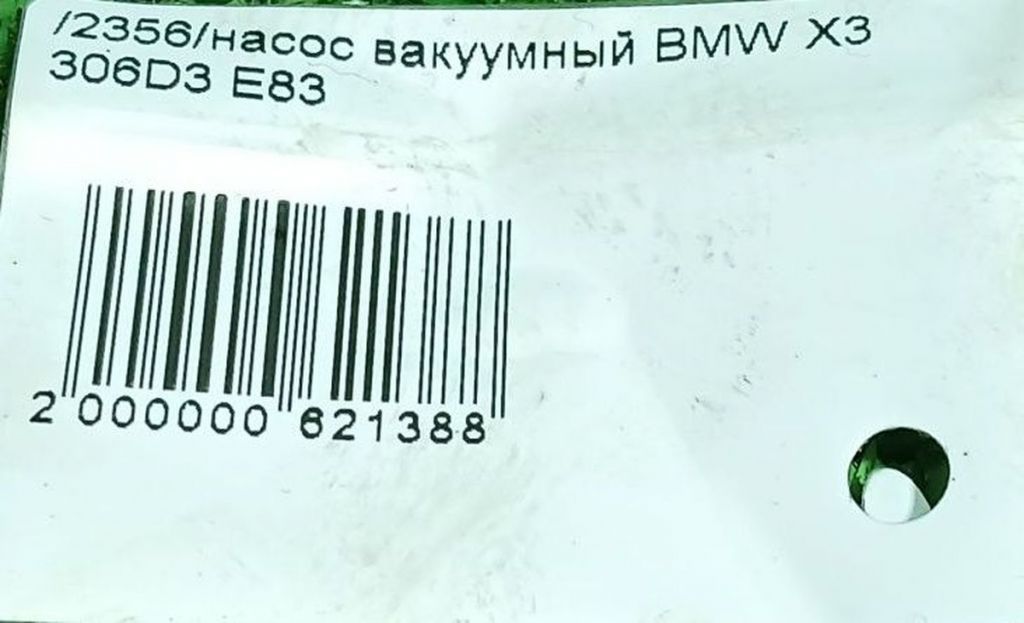 /2356/насос вакуумный BMW X3
306D3 E83
2 000000 621388